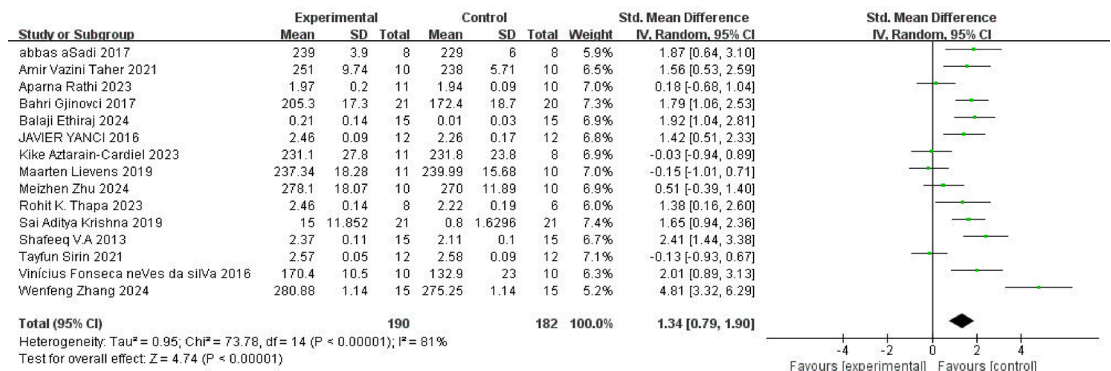 Experimental Control Std. Mean Difference Std. Mean Difference
Study or Subgroup Mean SD Total Mean SD Total Weight IV, Random, 95% CI IV, Random, 95% CI
abbas aSadi 2017 239 3.9 8 229 6 8 5.9% 1.87 [0.64, 3.10]
Amir Vazini Taher 2021 251 9.74 10 238 5.71 10 6.5% 1.56 [0.53, 2.59]
Aparna Rathi 2023 1.97 0.2 11 1.94 0.09 10 7.0% 0.18 [-0.68, 1.04]
Bahri Gjinovci 2017 205.3 17.3 21 172.4 18.7 20 7.3% 1.79 [1.06, 2.53]
Balaji Ethiraj 2024 0.21 0.14 15 0.01 0.03 15 6.9% 1.92 [1.04, 2.81]
JAVIER YANCI 2016 2.46 0.09 12 2.26 0.17 12 6.8% 1.42 [0.51, 2.33]
Kike Aztarain-Cardiel 2023 231.1 27.8 11 231.8 23.8 8 6.8% -0.03 [-0.94, 0.89]
Maarten Lievens 2019 237.34 18.28 11 239.99 15.68 10 7.0% -0.15 [-1.01, 0.71]
Meizhen Zhu 2024 278.1 18.07 10 270 11.89 10 6.9% 0.51 [-0.39, 1.40]
Rohit K. Thapa 2023 2.46 0.14 8 2.22 0.19 6 6.0% 1.38 [0.16, 2.60]
Sai Aditya Krishna 2019 15 11.852 21 0.8 1.6296 21 7.4% 1.65 [0.94, 2.36]
Shafeeq V.A 2013 2.37 0.11 15 2.11 0.1 15 6.7% 2.41 [1.44, 3.38]
Tayfun Sirin 2021 2.57 0.05 12 2.58 0.09 12 7.1% -0.13 [-0.93, 0.67]
Vinícius Fonseca neVes da silVa 2016 170.4 10.5 10 132.9 23 10 6.3% 2.01 [0.89, 3.13]
Wenfeng Zhang 2024 280.88 1.14 15 275.25 1.14 15 5.2% 4.81 [3.32, 6.29]
Total (95% CI) 190 182 100.0% 1.34 [0.79, 1.90]
Heterogeneity: Tau² = 0.95; Chi² = 73.78, df = 14 (P < 0.00001); I² = 81%
Test for overall effect: Z = 4.74 (P < 0.00001)
-4 -2 0 2 4
Favours [experimental] Favours [control]